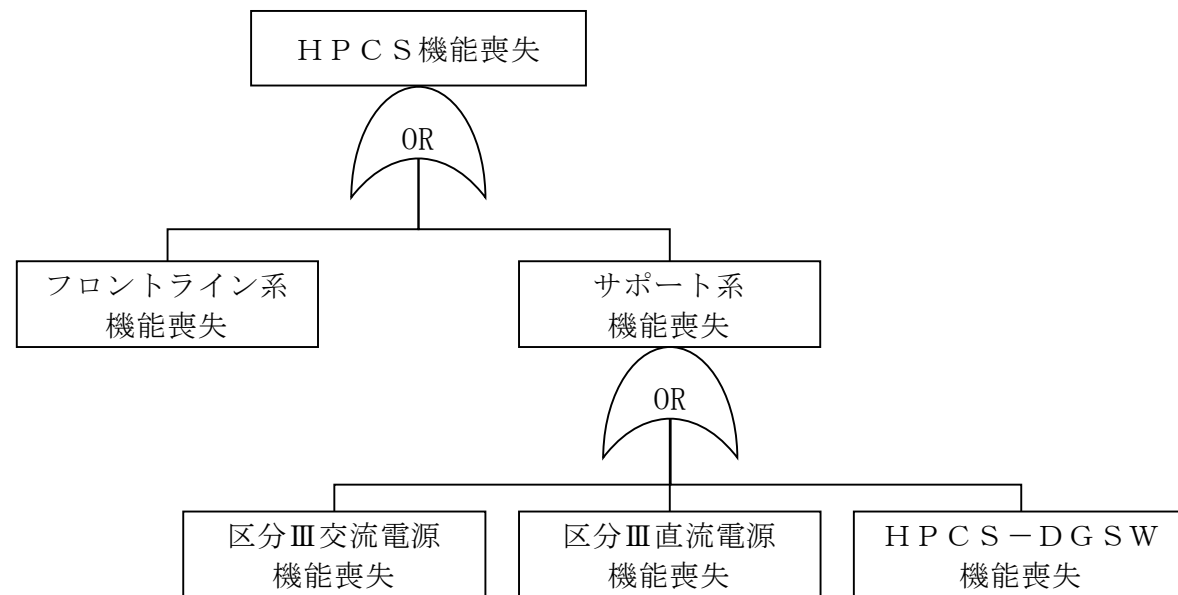 ＨＰＣＳ機能喪失
OR
フロントライン系
機能喪失
サポート系
機能喪失
OR
区分Ⅲ交流電源
機能喪失
区分Ⅲ直流電源
機能喪失
ＨＰＣＳ－ＤＧＳＷ
機能喪失